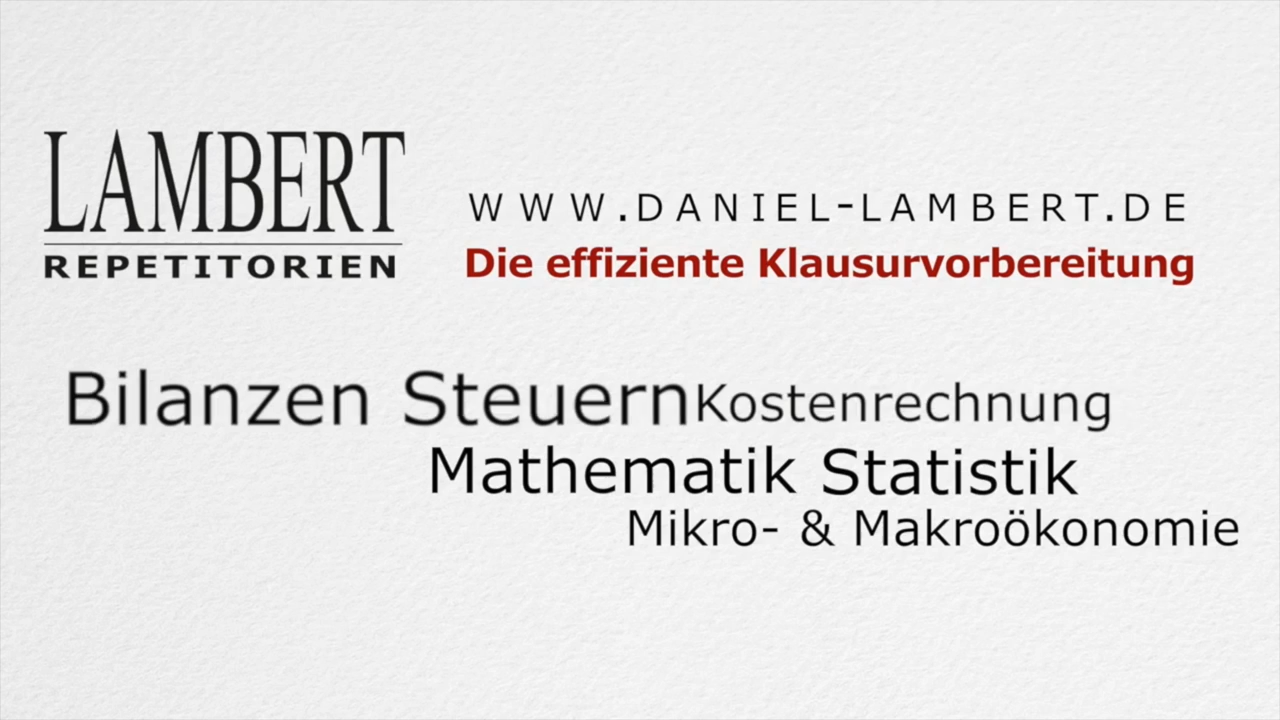 LAMBERT
REPETITORIEN
WWW.DANIEL-LAMBERT.DE
Die effiziente Klausurvorbereitung
Bilanzen Steuern Kostenrechnung
Mathematik Statistik
Mikro- & Makroökonomie